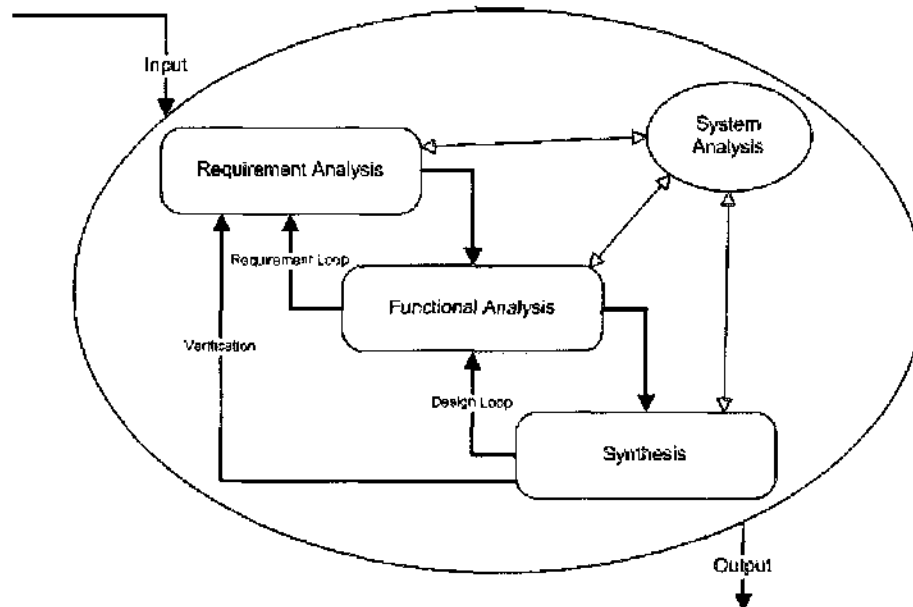 Input
System
Analysis
Requirement Analysis
Requirement Loop
Functional Analysis
Verification
Design Loop
Synthesis
Output